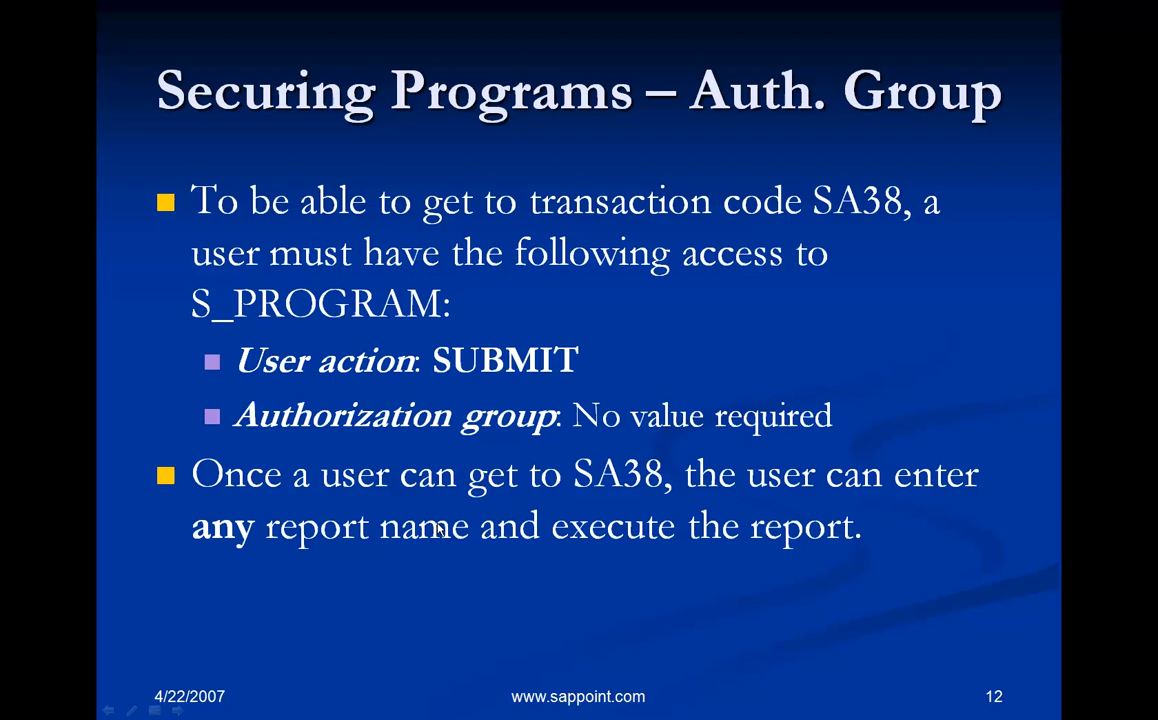 Securing Programs – Auth. Group
To be able to get to transaction code SA38, a
user must have the following access to
S_PROGRAM:
User action: SUBMIT
Authorization group: No value required
Once a user can get to SA38, the user can enter
any report name and execute the report.
4/22/2007
www.sappoint.com
12